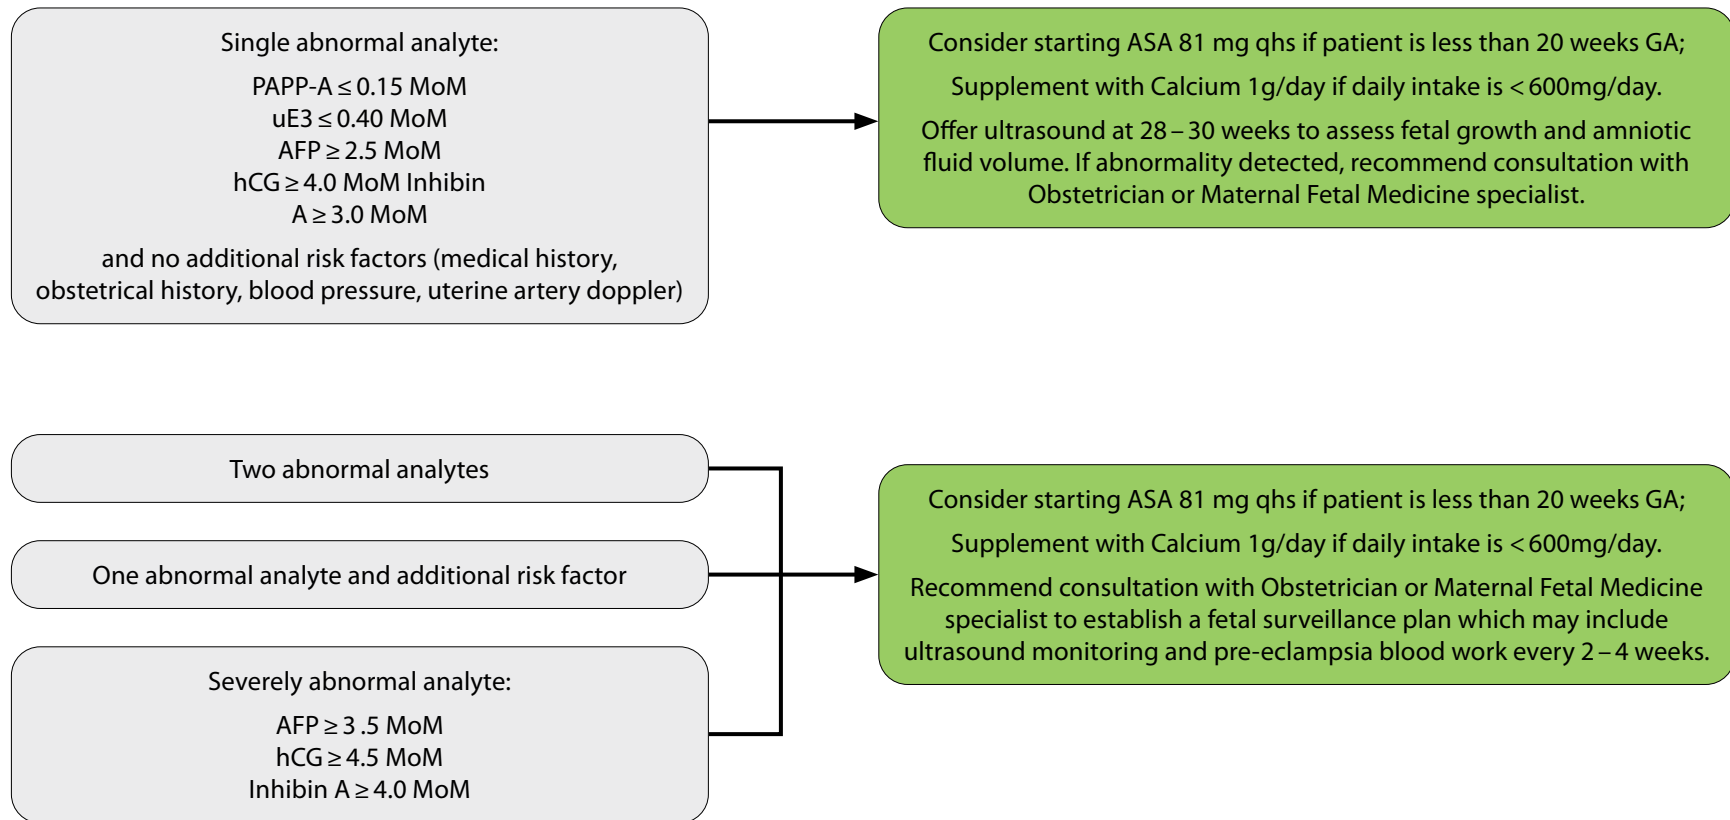 Single abnormal analyte:
PAPP-A ≤ 0.15 MoM
uE3 ≤ 0.40 MoM
AFP ≥ 2.5 MoM
hCG ≥ 4.0 MoM Inhibin
A ≥ 3.0 MoM
and no additional risk factors (medical history,
obstetrical history, blood pressure, uterine artery doppler)
Consider starting ASA 81 mg qhs if patient is less than 20 weeks GA;
Supplement with Calcium 1g/day if daily intake is < 600mg/day.
Offer ultrasound at 28 – 30 weeks to assess fetal growth and amniotic
fluid volume. If abnormality detected, recommend consultation with
Obstetrician or Maternal Fetal Medicine specialist.
Two abnormal analytes
One abnormal analyte and additional risk factor
Severely abnormal analyte:
AFP ≥ 3 .5 MoM
hCG ≥ 4.5 MoM
Inhibin A ≥ 4.0 MoM
Consider starting ASA 81 mg qhs if patient is less than 20 weeks GA;
Supplement with Calcium 1g/day if daily intake is < 600mg/day.
Recommend consultation with Obstetrician or Maternal Fetal Medicine
specialist to establish a fetal surveillance plan which may include
ultrasound monitoring and pre-eclampsia blood work every 2 – 4 weeks.